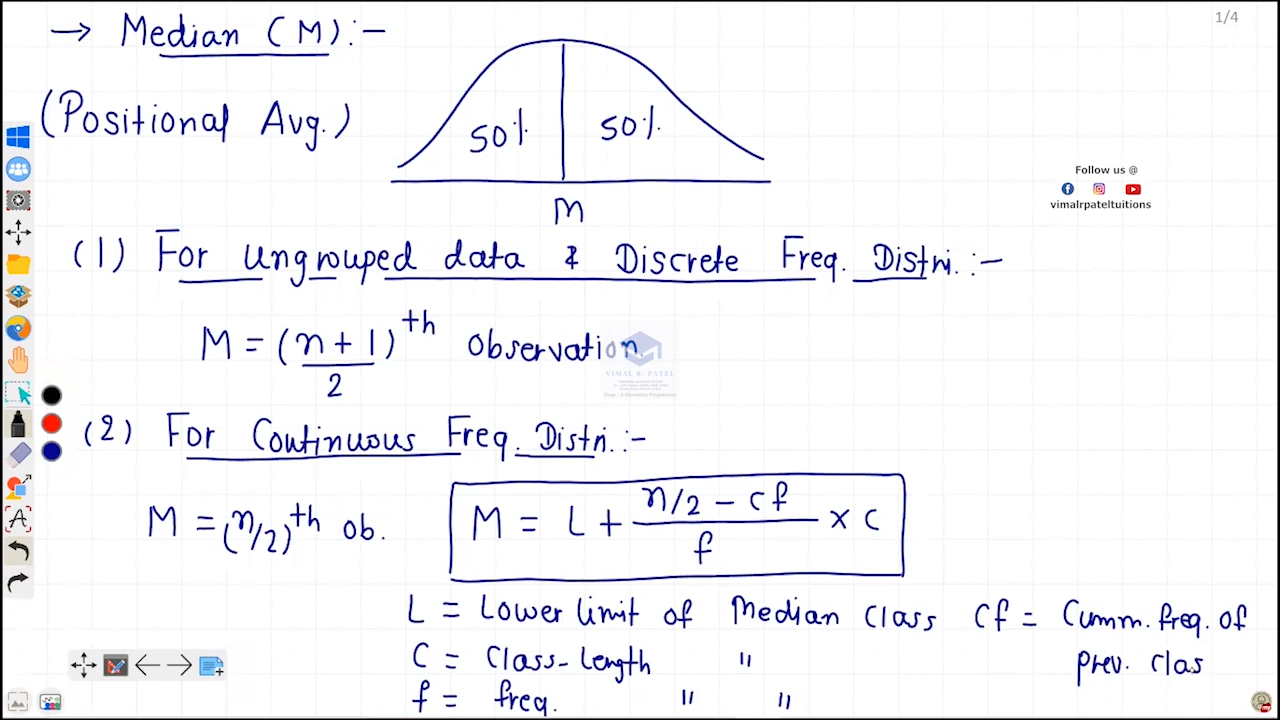 1/4
→ Median (M):-
(Positional Avg.)
50% 50%
M
Follow us @
vimalrpateltuitions
(1) For Ungrouped data & Discrete Freq. Distri.:-
M = (n+1)/2 th observation
VIMAL R. PATEL
(2) For Continuous Freq. Distri.:-
M = (n/2)th ob.
M = L + (n/2 - cf)/f × c
L = Lower limit of Median class
C = Class-length "
f = freq. " "
Cf = Cumm. freq. of
prev. clas